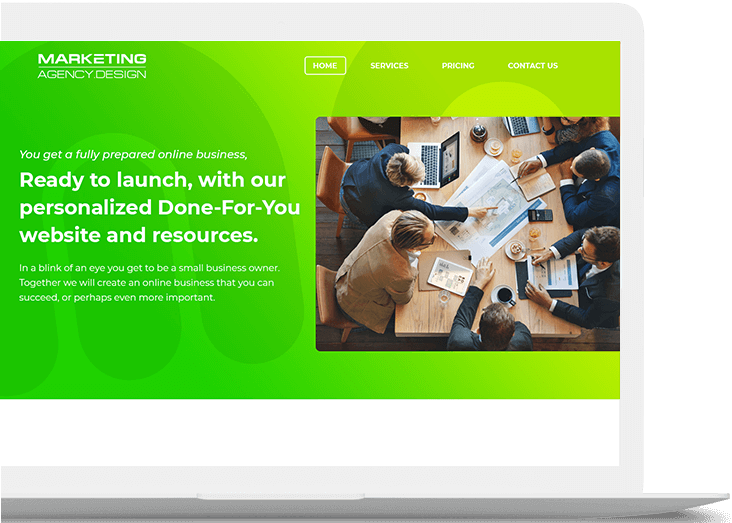 MARKETING
AGENCY.DESIGN
HOME SERVICES PRICING CONTACT US
You get a fully prepared online business,
Ready to launch, with our
personalized Done-For-You
website and resources.
In a blink of an eye you get to be a small business owner.
Together we will create an online business that you can
succeed, or perhaps even more important.